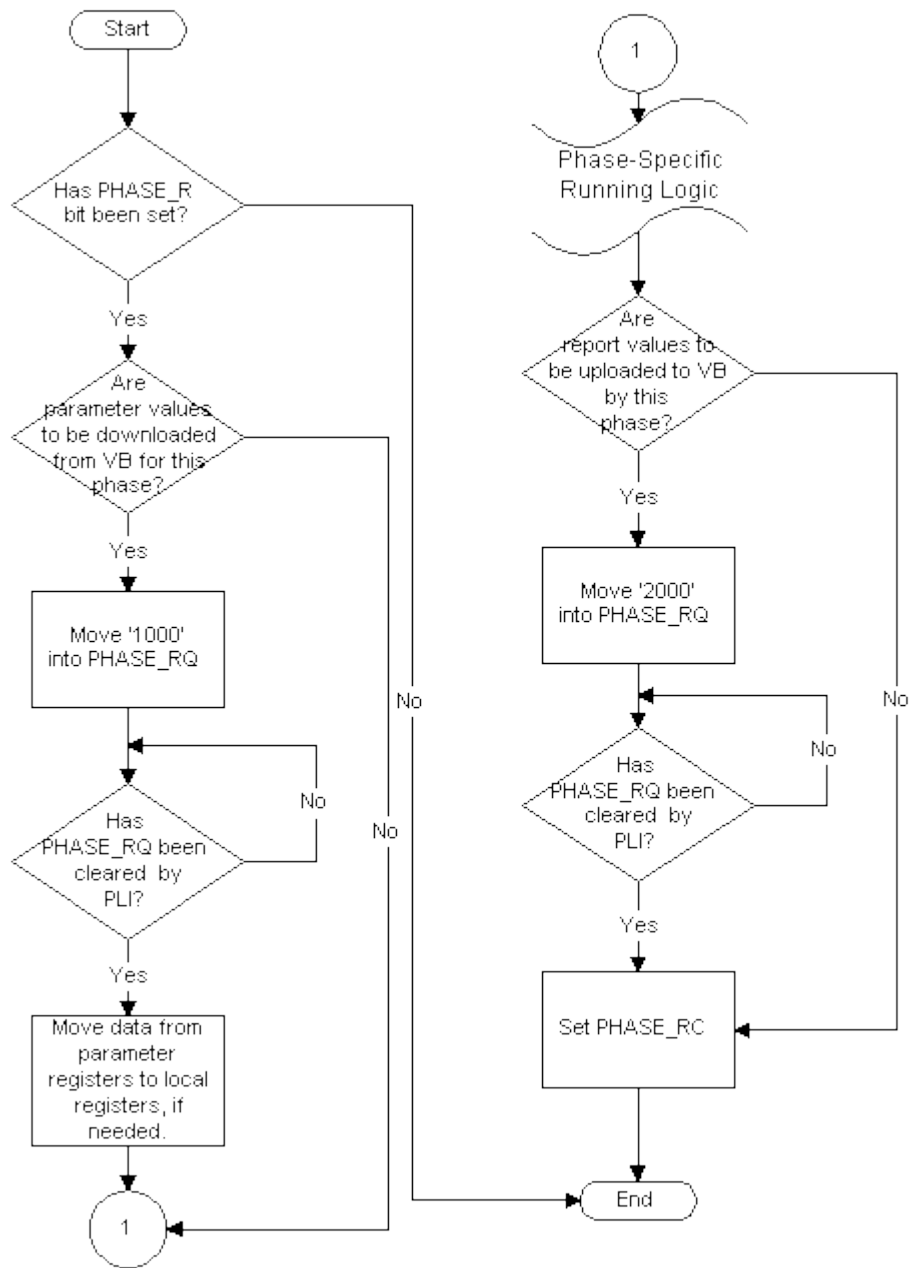 Start
Has PHASE_R
bit been set?
Yes
Are
parameter values
to be downloaded
from VB for this
phase?
Yes
Move '1000'
into PHASE_RQ
Has
PHASE_RQ been
cleared by
PLI?
No
Yes
Move data from
parameter
registers to local
registers, if
needed.
1
No
No
1
Phase-Specific
Running Logic
Are
report values to
be uploaded to VB
by this
phase?
Yes
Move '2000'
into PHASE_RQ
Has
PHASE_RQ been
cleared by
PLI?
No
No
Yes
Set PHASE_RC
End